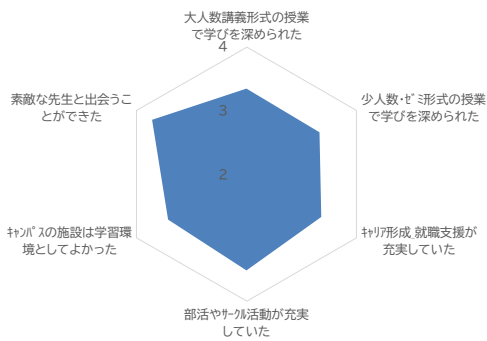 大人数講義形式の授業
で学びを深められた
4
素敵な先生と出会うこ
とができた
少人数･ｾﾞﾐ形式の授業
で学びを深められた
3
2
ｷｬﾝﾊﾟｽの施設は学習環
境としてよかった
ｷｬﾘｱ形成､就職支援が
充実していた
部活やｻｰｸﾙ活動が充実
していた